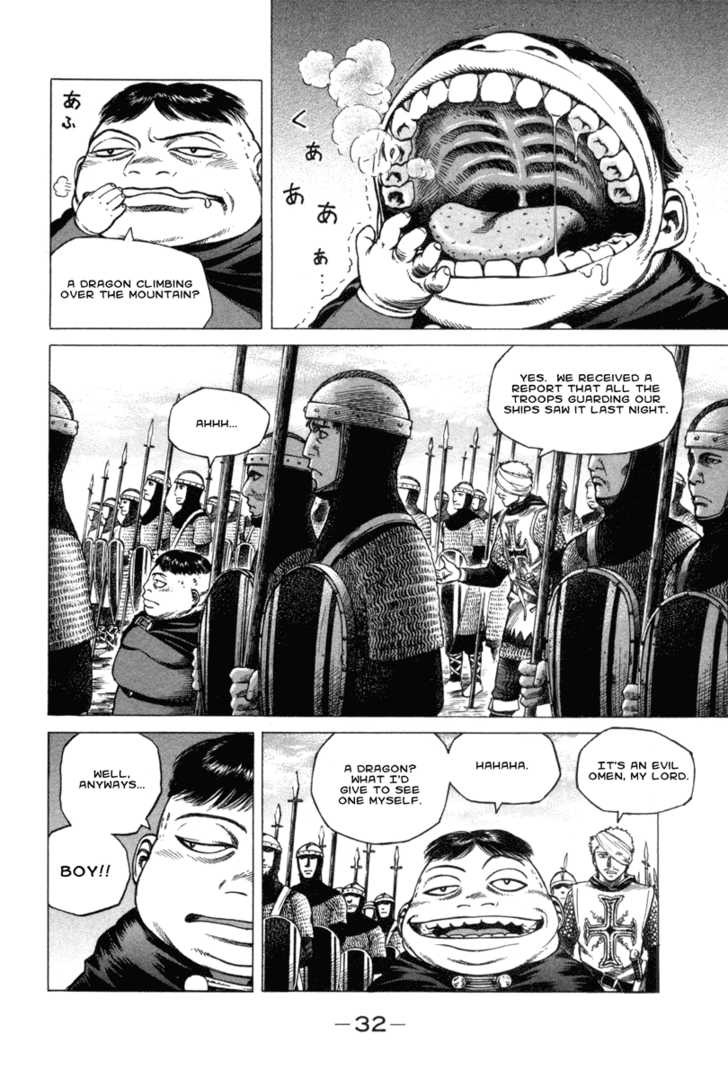 くあああぁ…
あふ
A DRAGON CLIMBING
OVER THE MOUNTAIN?
YES. WE RECEIVED A
REPORT THAT ALL THE
TROOPS GUARDING OUR
SHIPS SAW IT LAST NIGHT.
AHHH...
IT'S AN EVIL
OMEN, MY LORD.
HAHAHA.
A DRAGON?
WHAT I'D
GIVE TO SEE
ONE MYSELF.
WELL,
ANYWAYS...
BOY!!
—32—